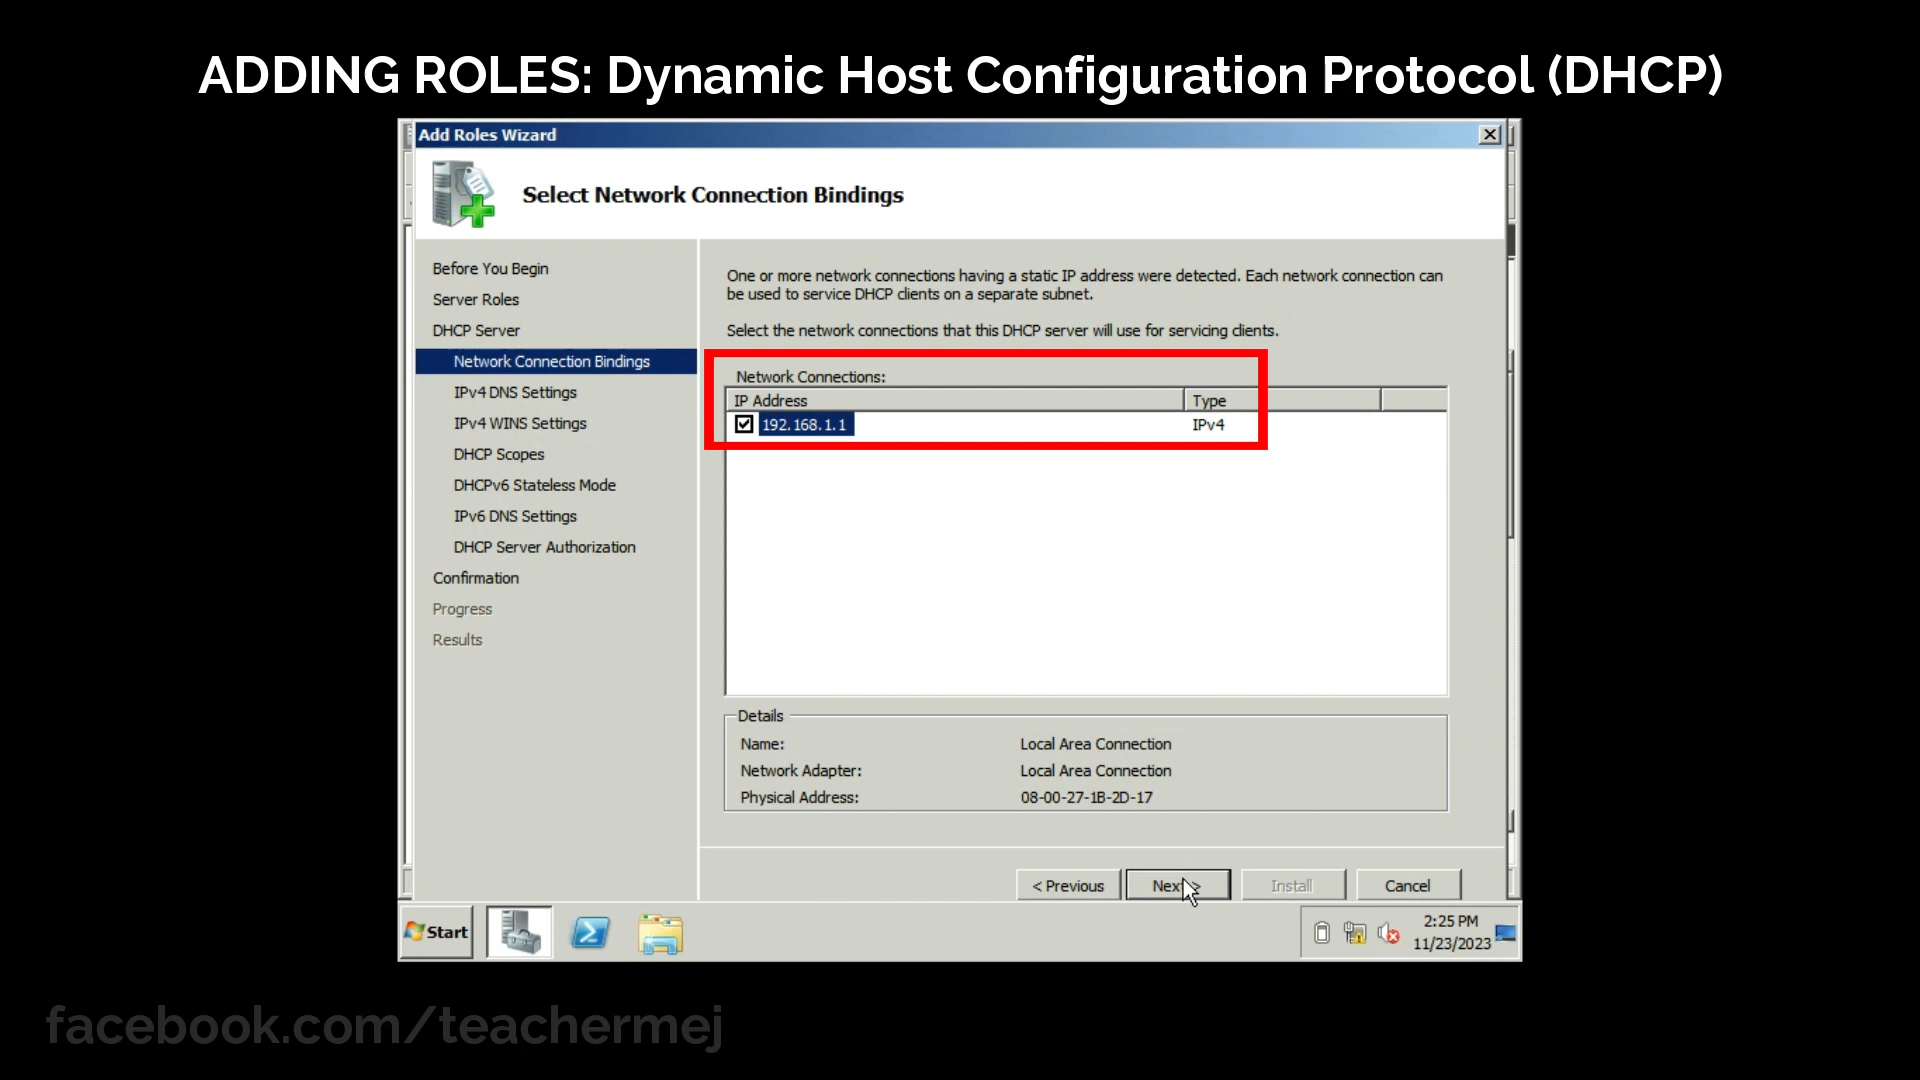 ADDING ROLES: Dynamic Host Configuration Protocol (DHCP)
Add Roles Wizard
Select Network Connection Bindings
Before You Begin
Server Roles
DHCP Server
Network Connection Bindings
IPv4 DNS Settings
IPv4 WINS Settings
DHCP Scopes
DHCPv6 Stateless Mode
IPv6 DNS Settings
DHCP Server Authorization
Confirmation
Progress
Results
One or more network connections having a static IP address were detected. Each network connection can
be used to service DHCP clients on a separate subnet.
Select the network connections that this DHCP server will use for servicing clients.
Network Connections:
IP Address Type
192.168.1.1 IPv4
Details
Name: Local Area Connection
Network Adapter: Local Area Connection
Physical Address: 08-00-27-1B-2D-17
< Previous Next > Install Cancel
Start
2:25 PM
11/23/2023
facebook.com/teachermej